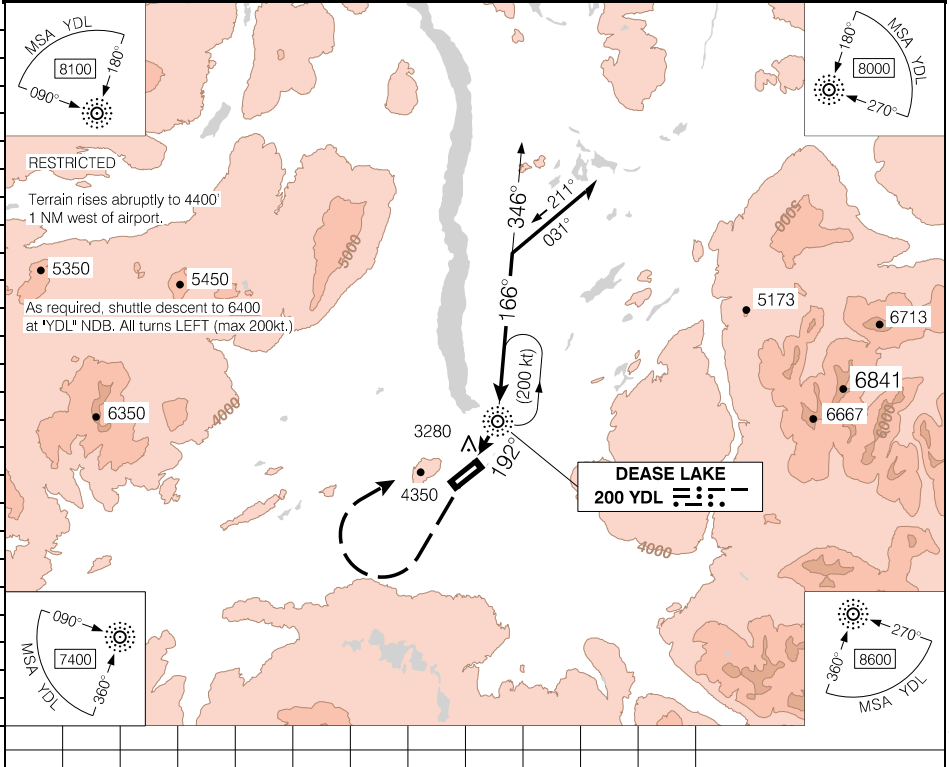 MSA YDL
8100
180°
090°
MSA YDL
8000
180°
270°
RESTRICTED
Terrain rises abruptly to 4400'
1 NM west of airport.
346°
211°
031°
5000
5000
5350
5450
As required, shuttle descent to 6400
at "YDL" NDB. All turns LEFT (max 200kt.)
166°
5173
6713
(200 kt)
6841
6350
4000
6667
6000
3280
192°
4350
DEASE LAKE
200 YDL
4000
090°
MSA YDL
7400
360°
270°
360°
8600
MSA YDL